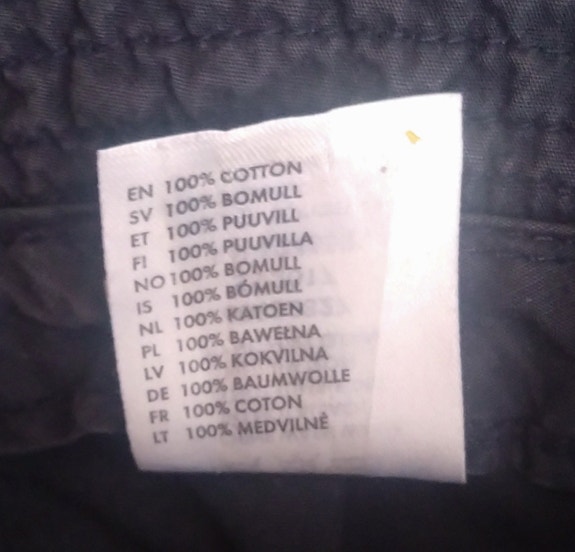 EN 100% COTTON
SV 100% BOMULL
ET 100% PUUVILL
FI 100% PUUVILLA
NO 100% BOMULL
IS 100% BÓMULL
NL 100% KATOEN
PL 100% BAWEŁNA
LV 100% KOKVILNA
DE 100% BAUMWOLLE
FR 100% COTON
LT 100% MEDVILNĖ